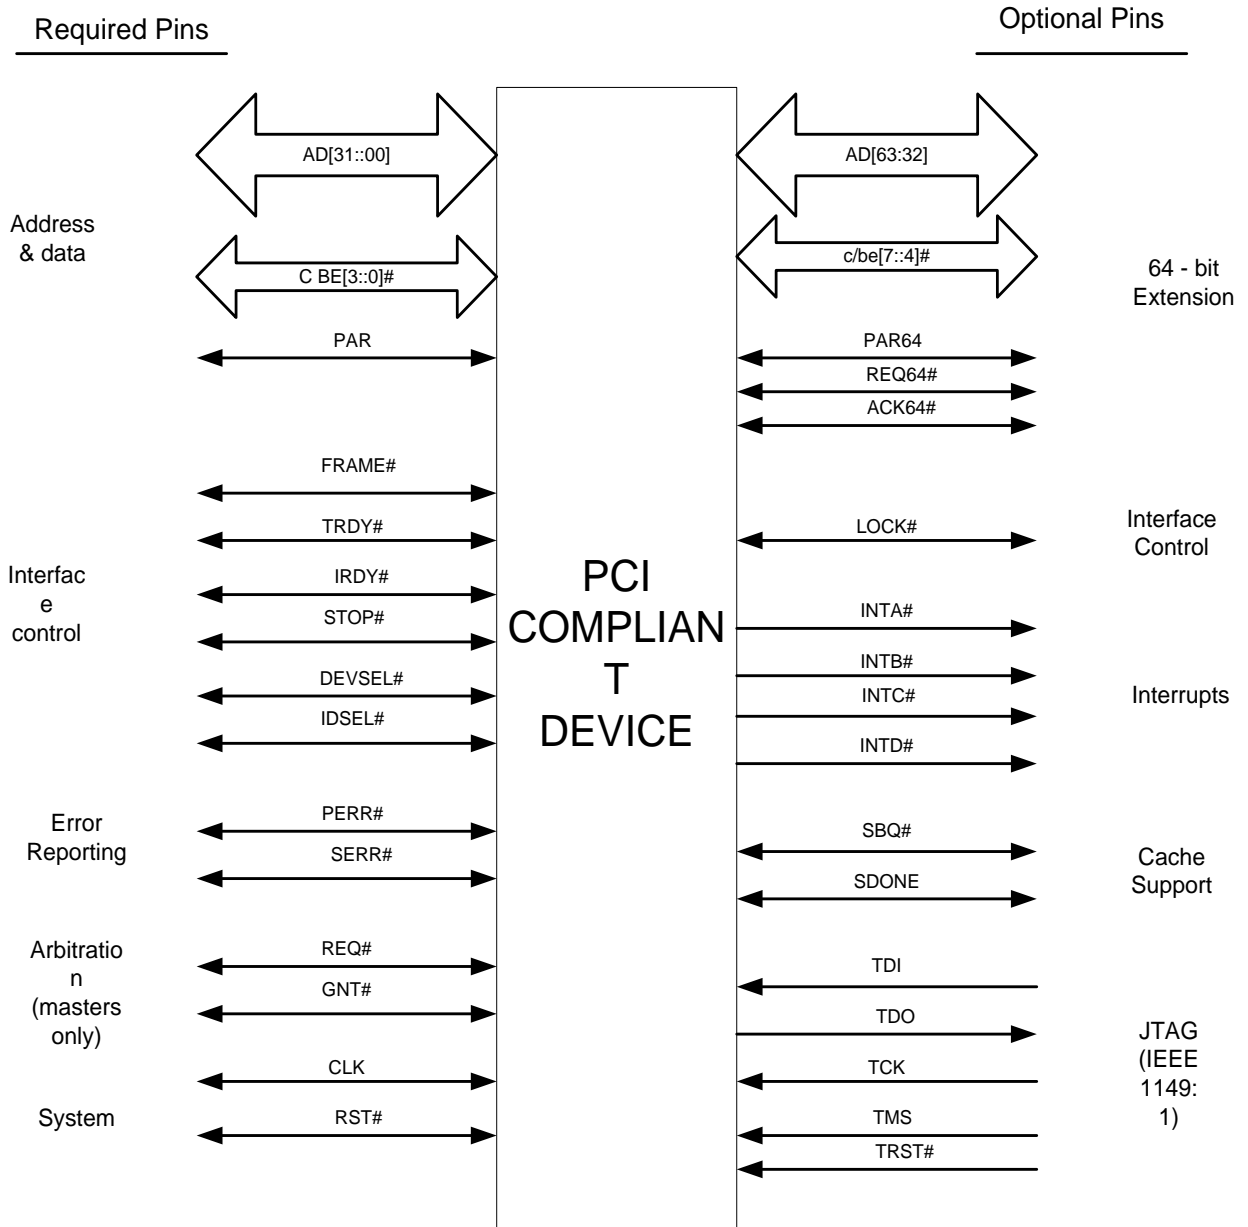 Required Pins
Optional Pins
AD[31::00]
AD[63:32]
Address
& data
C BE[3::0]#
c/be[7::4]#
64 - bit
Extension
PAR
PAR64
REQ64#
ACK64#
FRAME#
TRDY#
LOCK#
Interface
Control
Interfac
e
control
IRDY#
STOP#
DEVSEL#
IDSEL#
PCI
COMPLIAN
T
DEVICE
INTA#
INTB#
INTC#
INTD#
Interrupts
Error
Reporting
PERR#
SERR#
SBQ#
SDONE
Cache
Support
Arbitratio
n
(masters
only)
REQ#
GNT#
TDI
TDO
JTAG
(IEEE
1149:
1)
System
CLK
RST#
TCK
TMS
TRST#